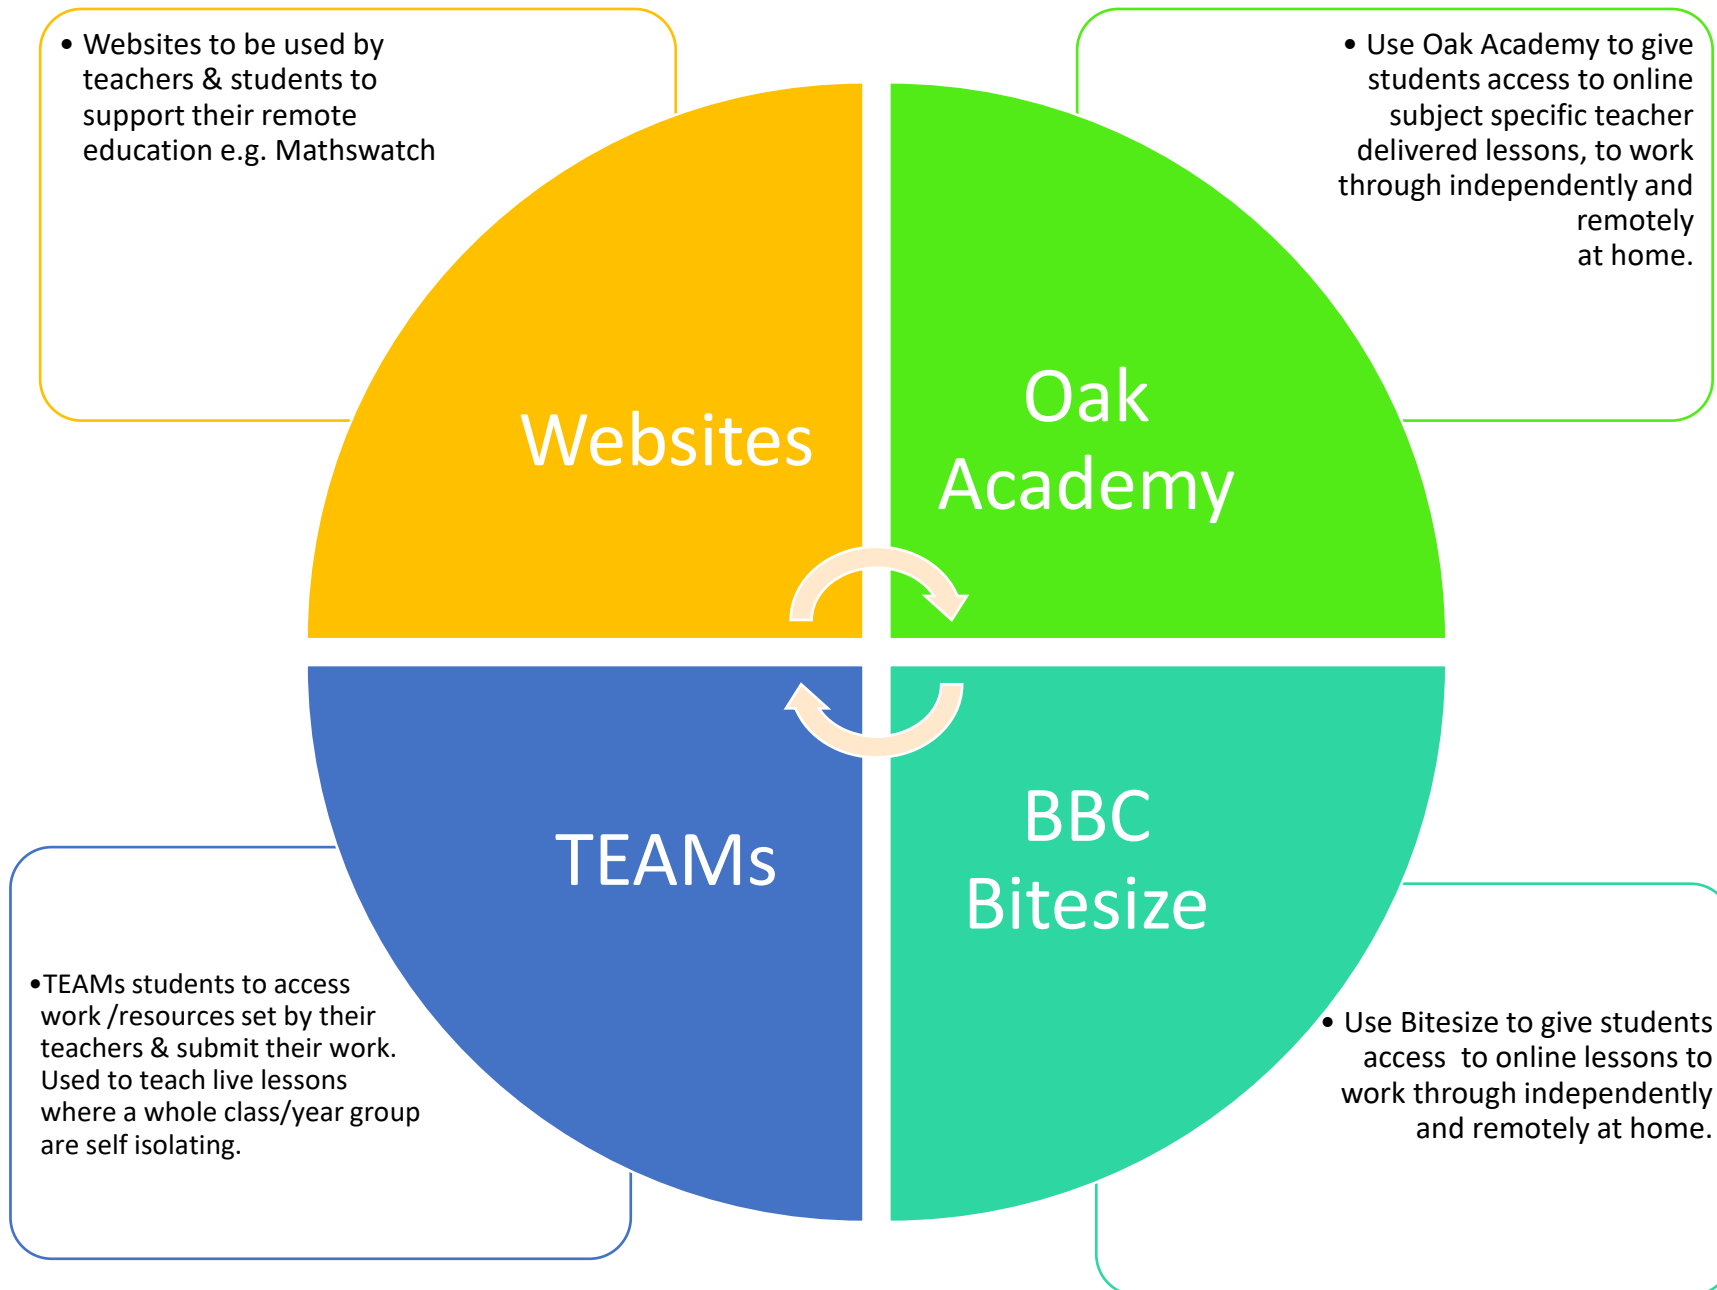 • Websites to be used by
teachers & students to
support their remote
education e.g. Mathswatch
• Use Oak Academy to give
students access to online
subject specific teacher
delivered lessons, to work
through independently and
remotely
at home.
Websites
Oak
Academy
TEAMs
BBC
Bitesize
•TEAMs students to access
work /resources set by their
teachers & submit their work.
Used to teach live lessons
where a whole class/year group
are self isolating.
• Use Bitesize to give students
access  to online lessons to
work through independently
and remotely at home.